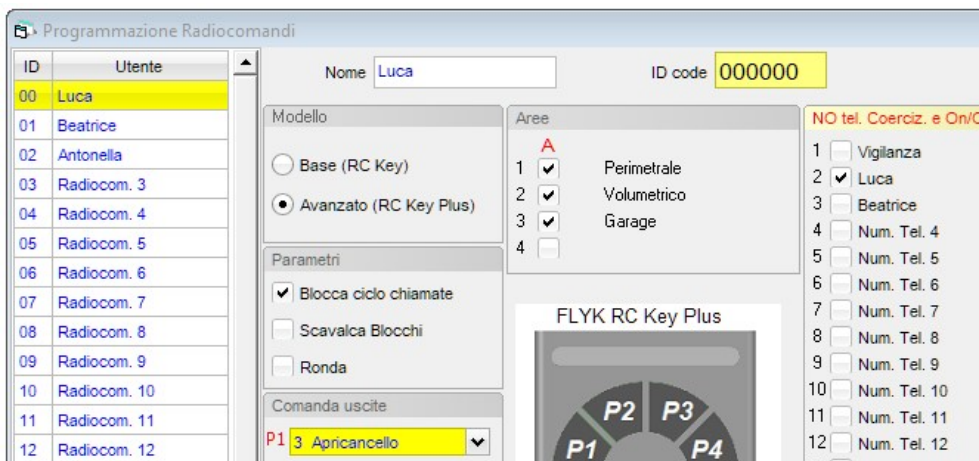 Programmazione Radiocomandi
ID Utente
00 Luca
01 Beatrice
02 Antonella
03 Radiocom. 3
04 Radiocom. 4
05 Radiocom. 5
06 Radiocom. 6
07 Radiocom. 7
08 Radiocom. 8
09 Radiocom. 9
10 Radiocom. 10
11 Radiocom. 11
12 Radiocom. 12
Nome Luca
ID code 000000
Modello
Base (RC Key)
Avanzato (RC Key Plus)
Parametri
Blocca ciclo chiamate
Scavalca Blocchi
Ronda
Comanda uscite
P1 3 Apricancello
Aree
A
1 Perimetrale
2 Volumetrico
3 Garage
4
FLYK RC Key Plus
P2 P3
P1 P4
NO tel. Coerciz. e On/
1 Vigilanza
2 Luca
3 Beatrice
4 Num. Tel. 4
5 Num. Tel. 5
6 Num. Tel. 6
7 Num. Tel. 7
8 Num. Tel. 8
9 Num. Tel. 9
10 Num. Tel. 10
11 Num. Tel. 11
12 Num. Tel. 12